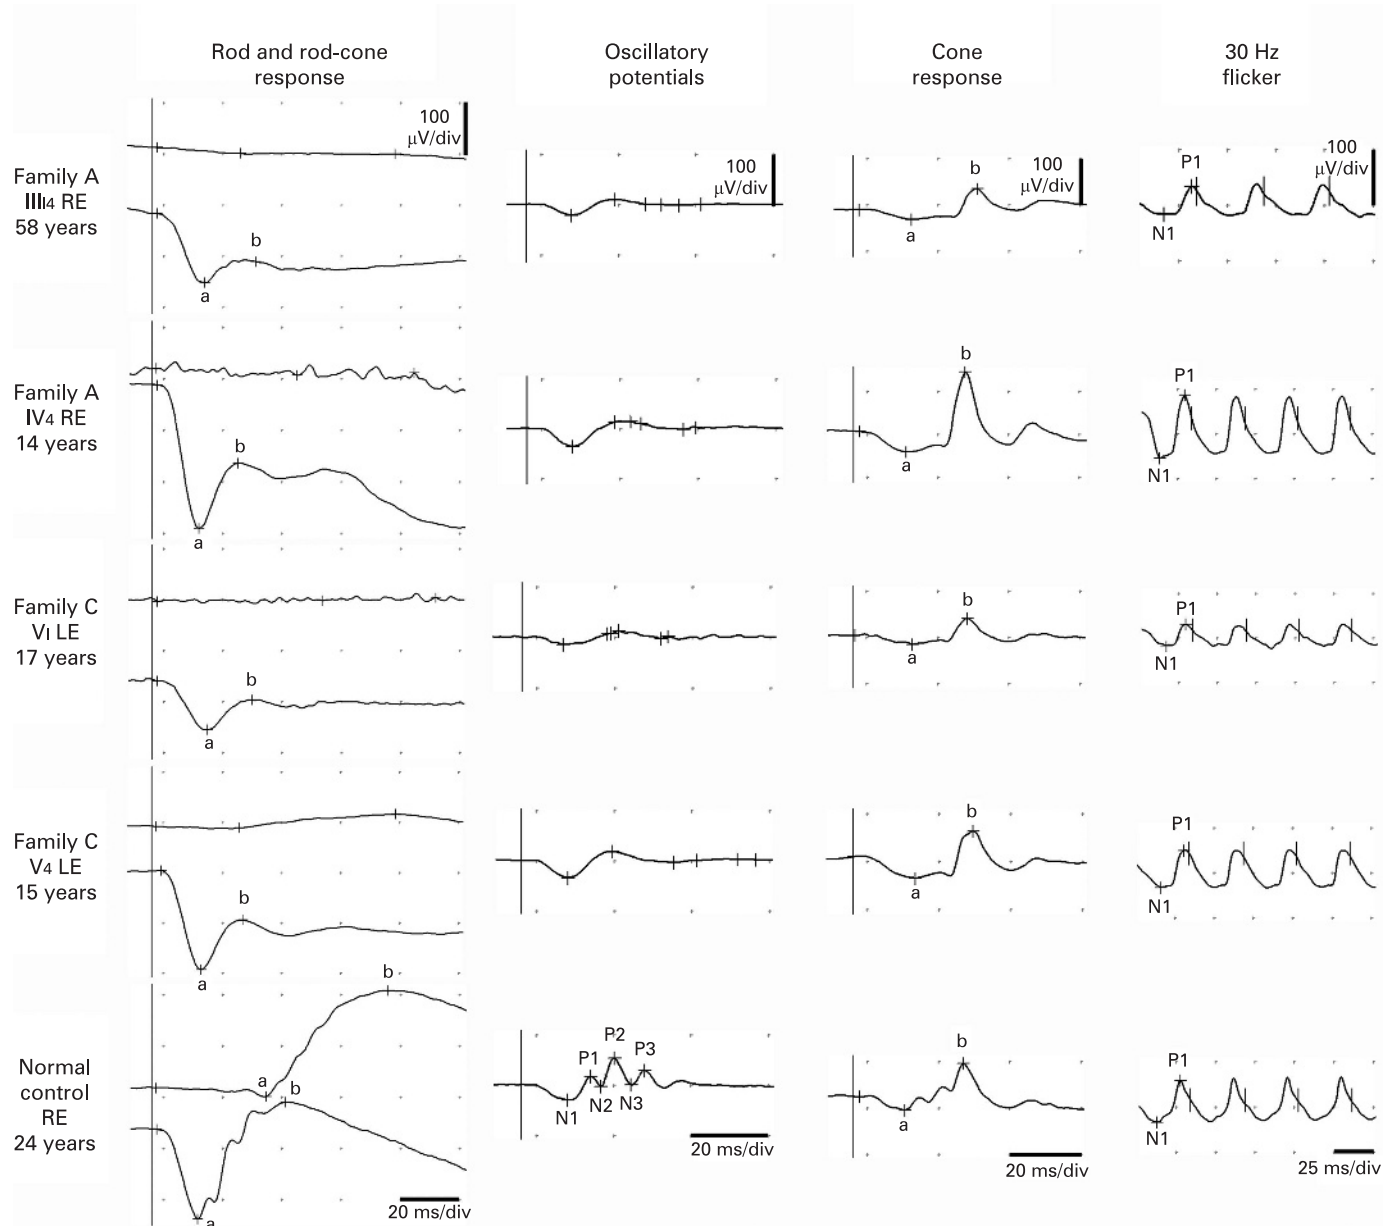 Rod and rod-cone
response
Oscillatory
potentials
Cone
response
30 Hz
flicker
Family A
III14 RE
58 years
100
µV/div
b
a
100
µV/div
b
a
100
µV/div
P1
N1
100
µV/div
Family A
IV4 RE
14 years
b
a
b
a
P1
N1
Family C
V1 LE
17 years
b
a
b
a
P1
N1
Family C
V4 LE
15 years
b
a
b
a
P1
N1
Normal
control
RE
24 years
b
a
b
a
20 ms/div
P1
P2
P3
N1
N2
N3
20 ms/div
b
a
20 ms/div
P1
N1
25 ms/div